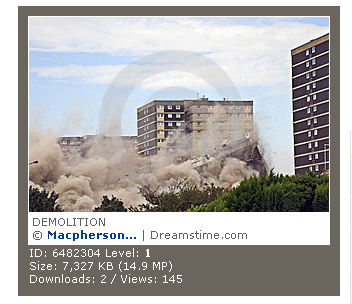 DEMOLITION
© Macpherson... | Dreamstime.com
ID: 6482304 Level: 1
Size: 7,327 KB (14.9 MP)
Downloads: 2 / Views: 145